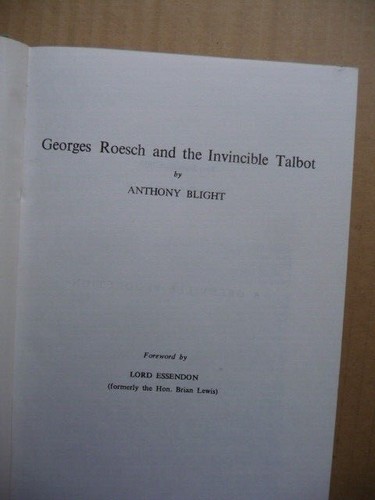 Georges Roesch and the Invincible Talbot
by
ANTHONY BLIGHT
Foreword by
LORD ESSENDON
(formerly the Hon. Brian Lewis)